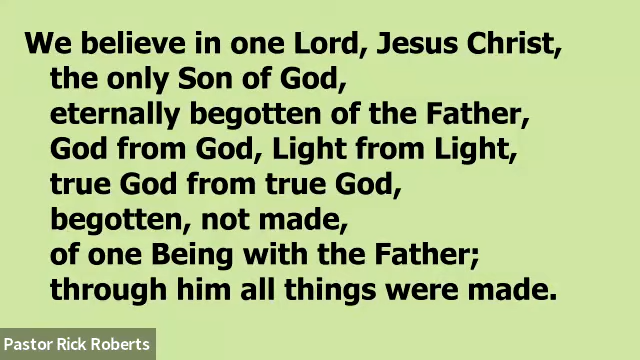 We believe in one Lord, Jesus Christ,
the only Son of God,
eternally begotten of the Father,
God from God, Light from Light,
true God from true God,
begotten, not made,
of one Being with the Father;
through him all things were made.
Pastor Rick Roberts